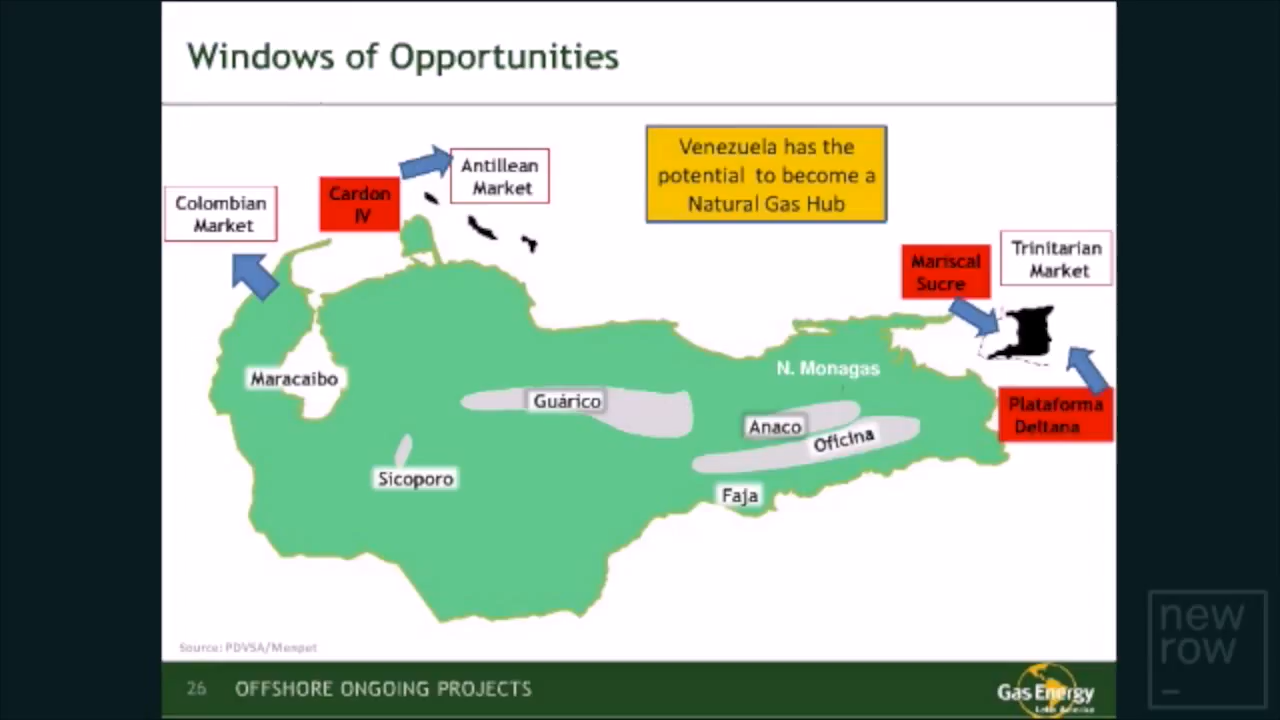 Windows of Opportunities
Venezuela has the
potential to become a
Natural Gas Hub
Antillean
Market
Cardon
IV
Colombian
Market
Mariscal
Sucre
Trinitarian
Market
N. Monagas
Maracaibo
Guárico
Plataforma
Deltana
Anaco
Oficina
Sicoporo
Faja
Source: PDVSA/Menpet
26 OFFSHORE ONGOING PROJECTS
Gas Energy
Latin America
new
row